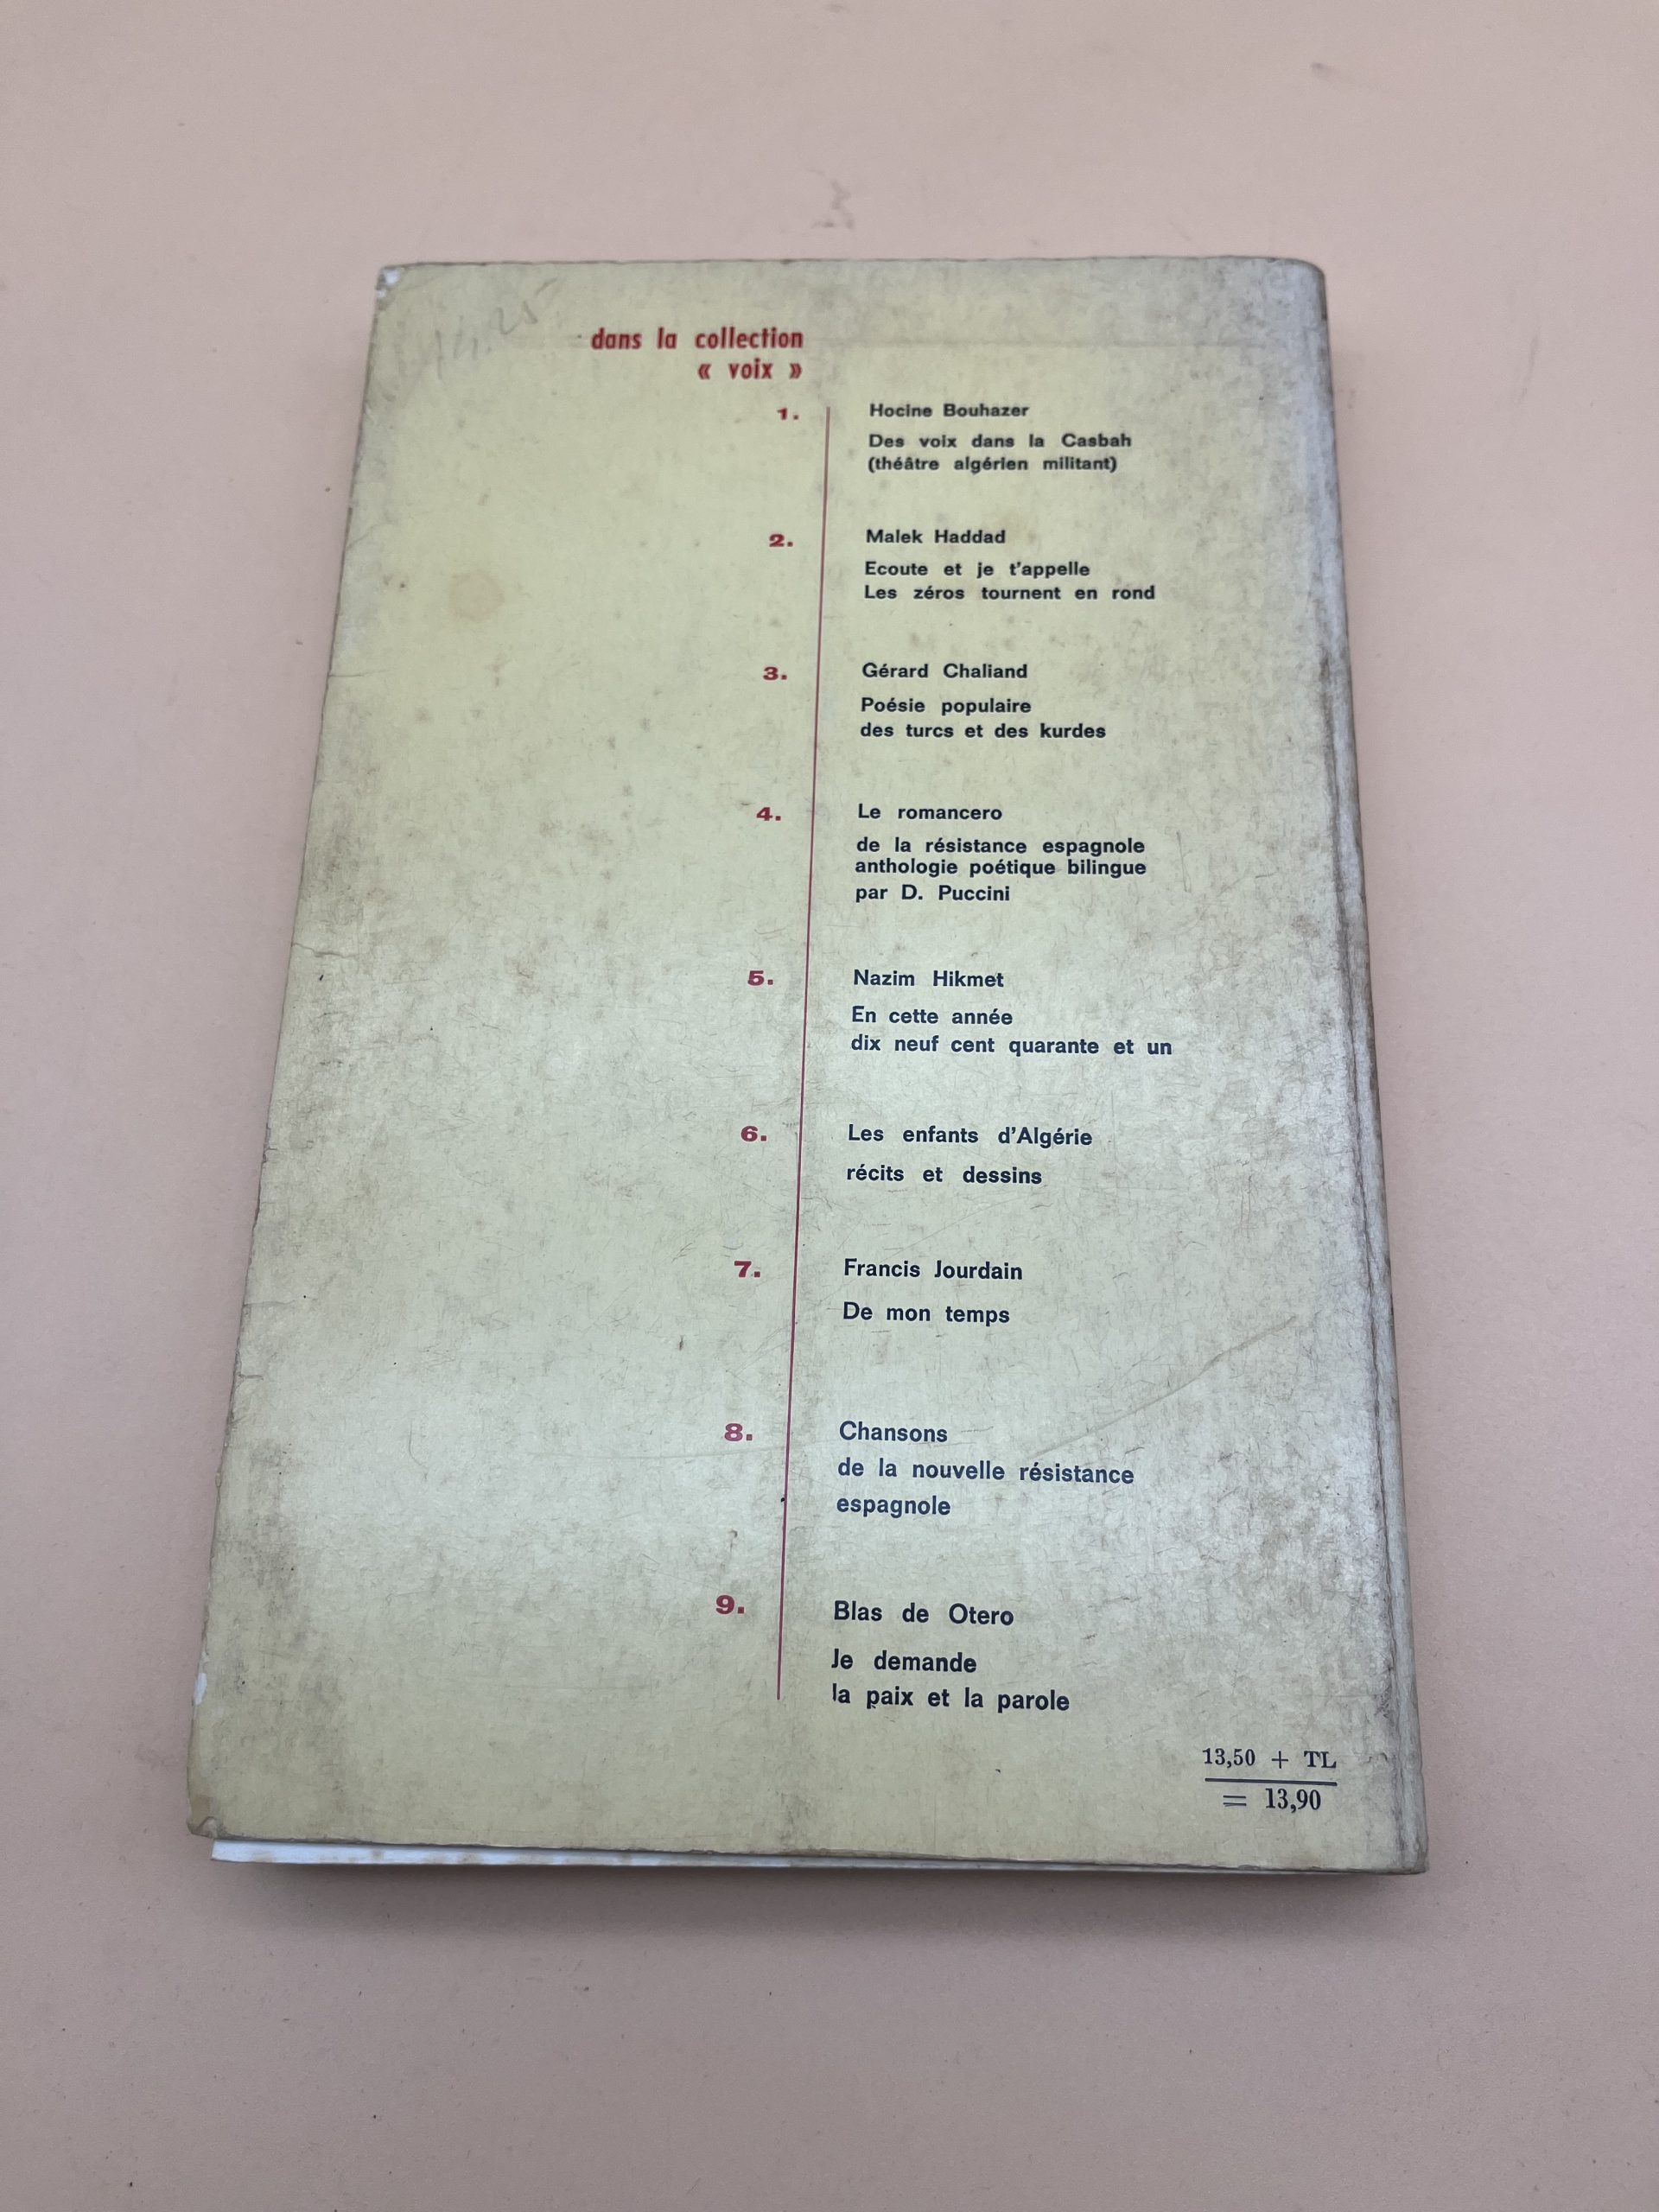 dans la collection
« voix »
1.
Hocine Bouhazer
Des voix dans la Casbah
(théâtre algérien militant)
2.
Malek Haddad
Ecoute et je t'appelle
Les zéros tournent en rond
3.
Gérard Chaliand
Poésie populaire
des turcs et des kurdes
4.
Le romancero
de la résistance espagnole
anthologie poétique bilingue
par D. Puccini
5.
Nazim Hikmet
En cette année
dix neuf cent quarante et un
6.
Les enfants d'Algérie
récits et dessins
7.
Francis Jourdain
De mon temps
8.
Chansons
de la nouvelle résistance
espagnole
9.
Blas de Otero
Je demande
la paix et la parole
13,50 + TL
= 13,90